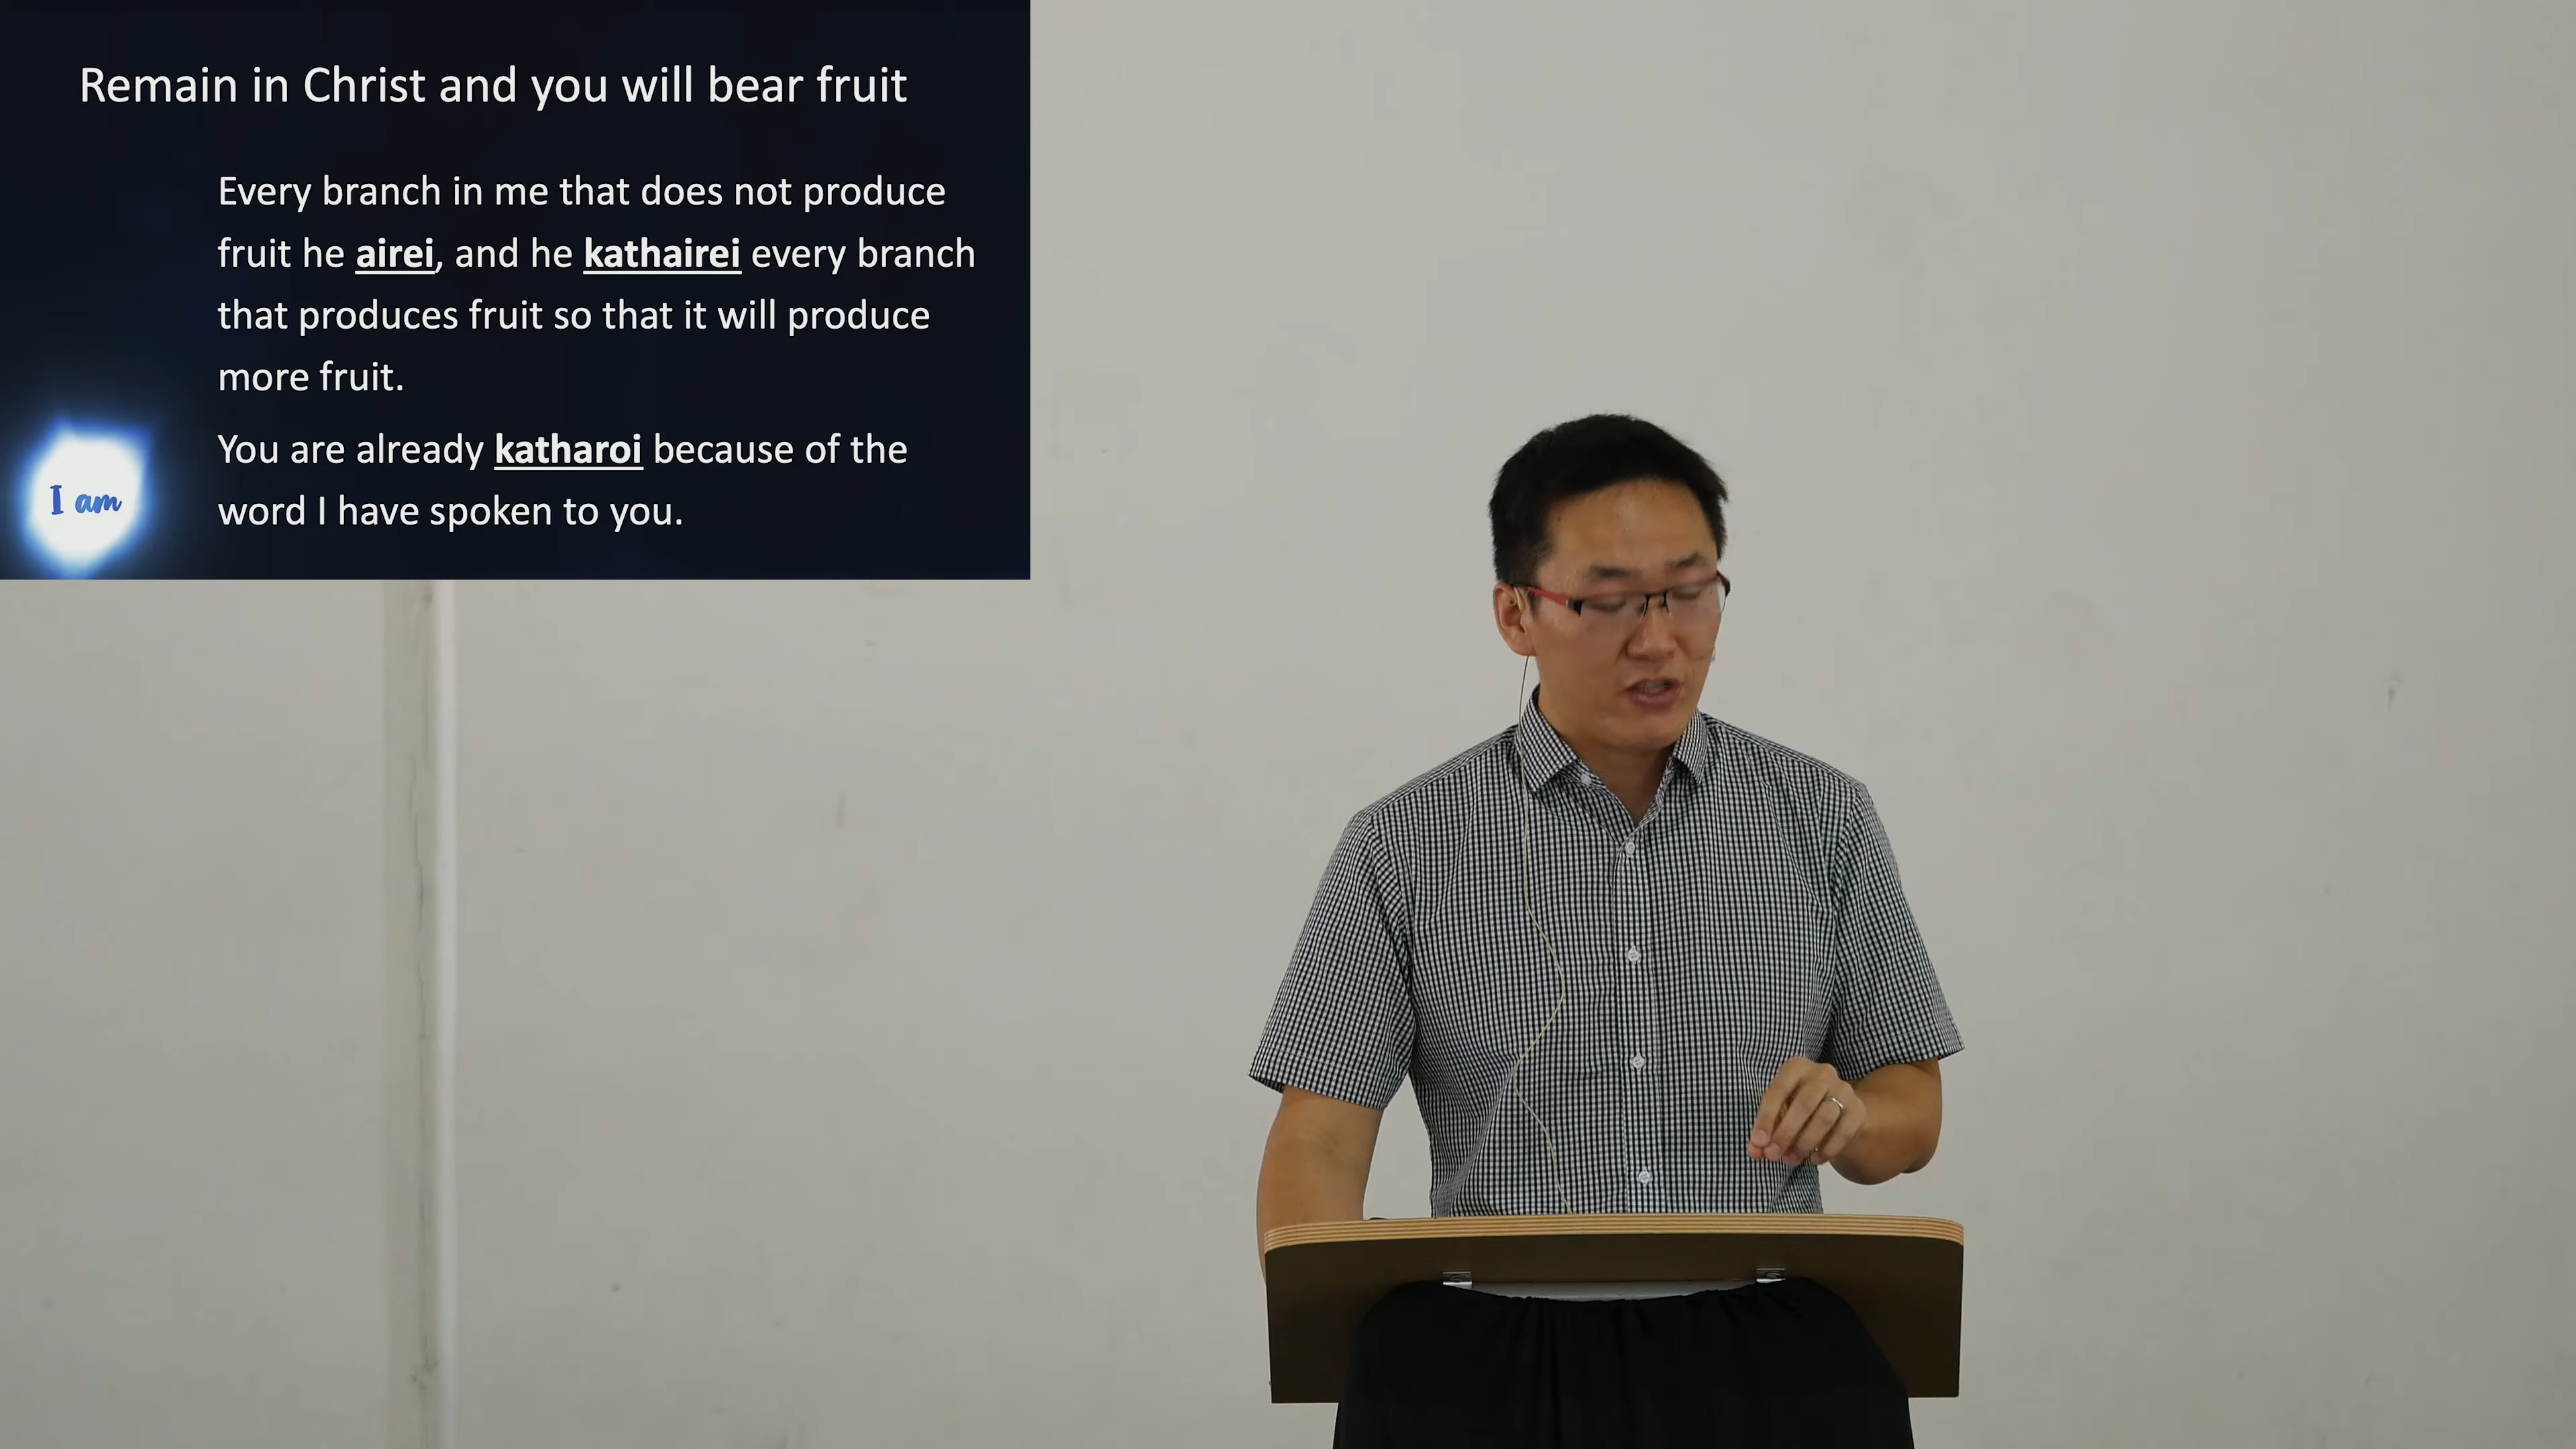 Remain in Christ and you will bear fruit
Every branch in me that does not produce
fruit he airei, and he kathairei every branch
that produces fruit so that it will produce
more fruit.
You are already katharoi because of the
word I have spoken to you.
I am